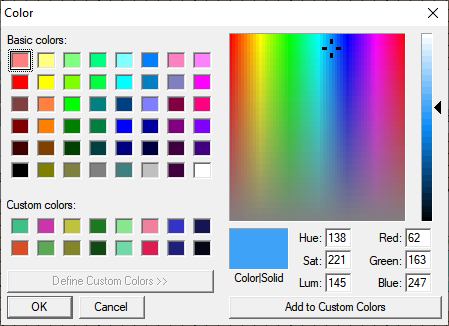 Color
Basic colors:
Custom colors:
Define Custom Colors >>
OK
Cancel
Color|Solid
Hue: 138
Sat: 221
Lum: 145
Red: 62
Green: 163
Blue: 247
Add to Custom Colors